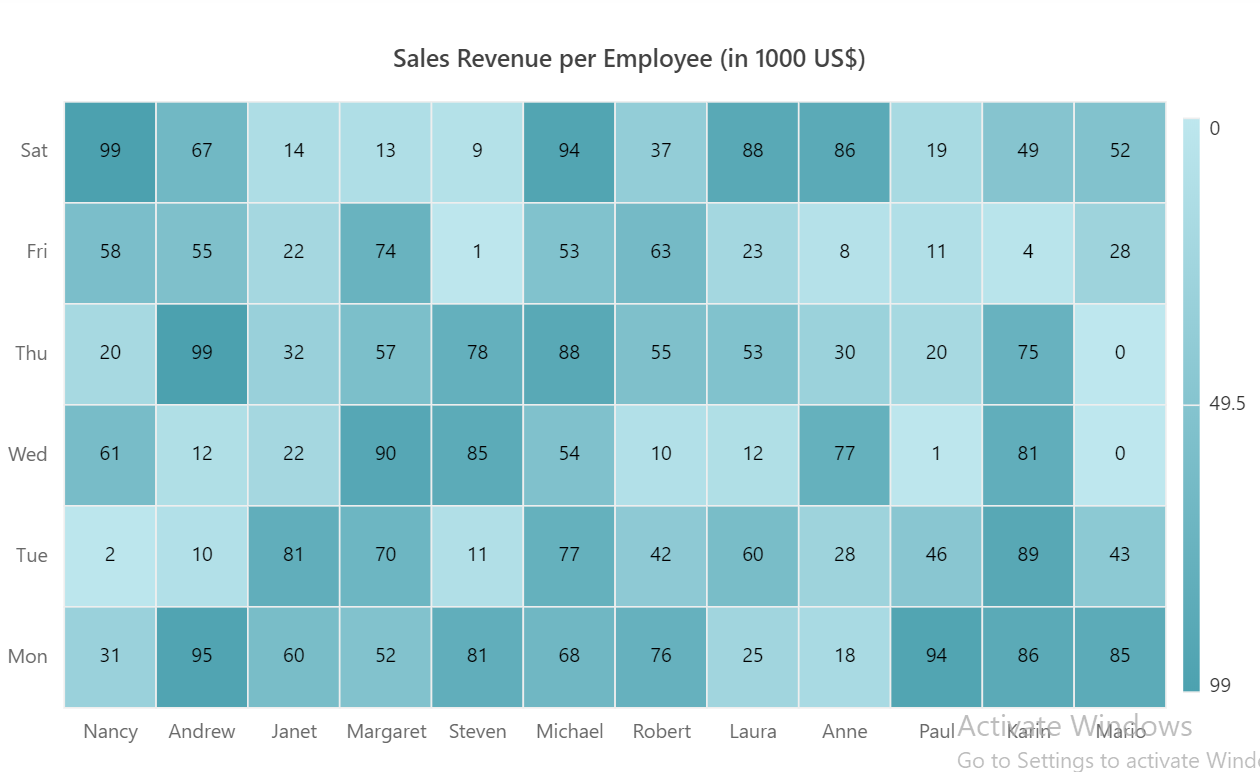 Sales Revenue per Employee (in 1000 US$)
Sat 99 67 14 13 9 94 37 88 86 19 49 52
0
Fri 58 55 22 74 1 53 63 23 8 11 4 28
Thu 20 99 32 57 78 88 55 53 30 20 75 0
49.5
Wed 61 12 22 90 85 54 10 12 77 1 81 0
Tue 2 10 81 70 11 77 42 60 28 46 89 43
Mon 31 95 60 52 81 68 76 25 18 94 86 85
99
Nancy Andrew Janet Margaret Steven Michael Robert Laura Anne Paul Karin Mario
Activate Windows
Go to Settings to activate Wind